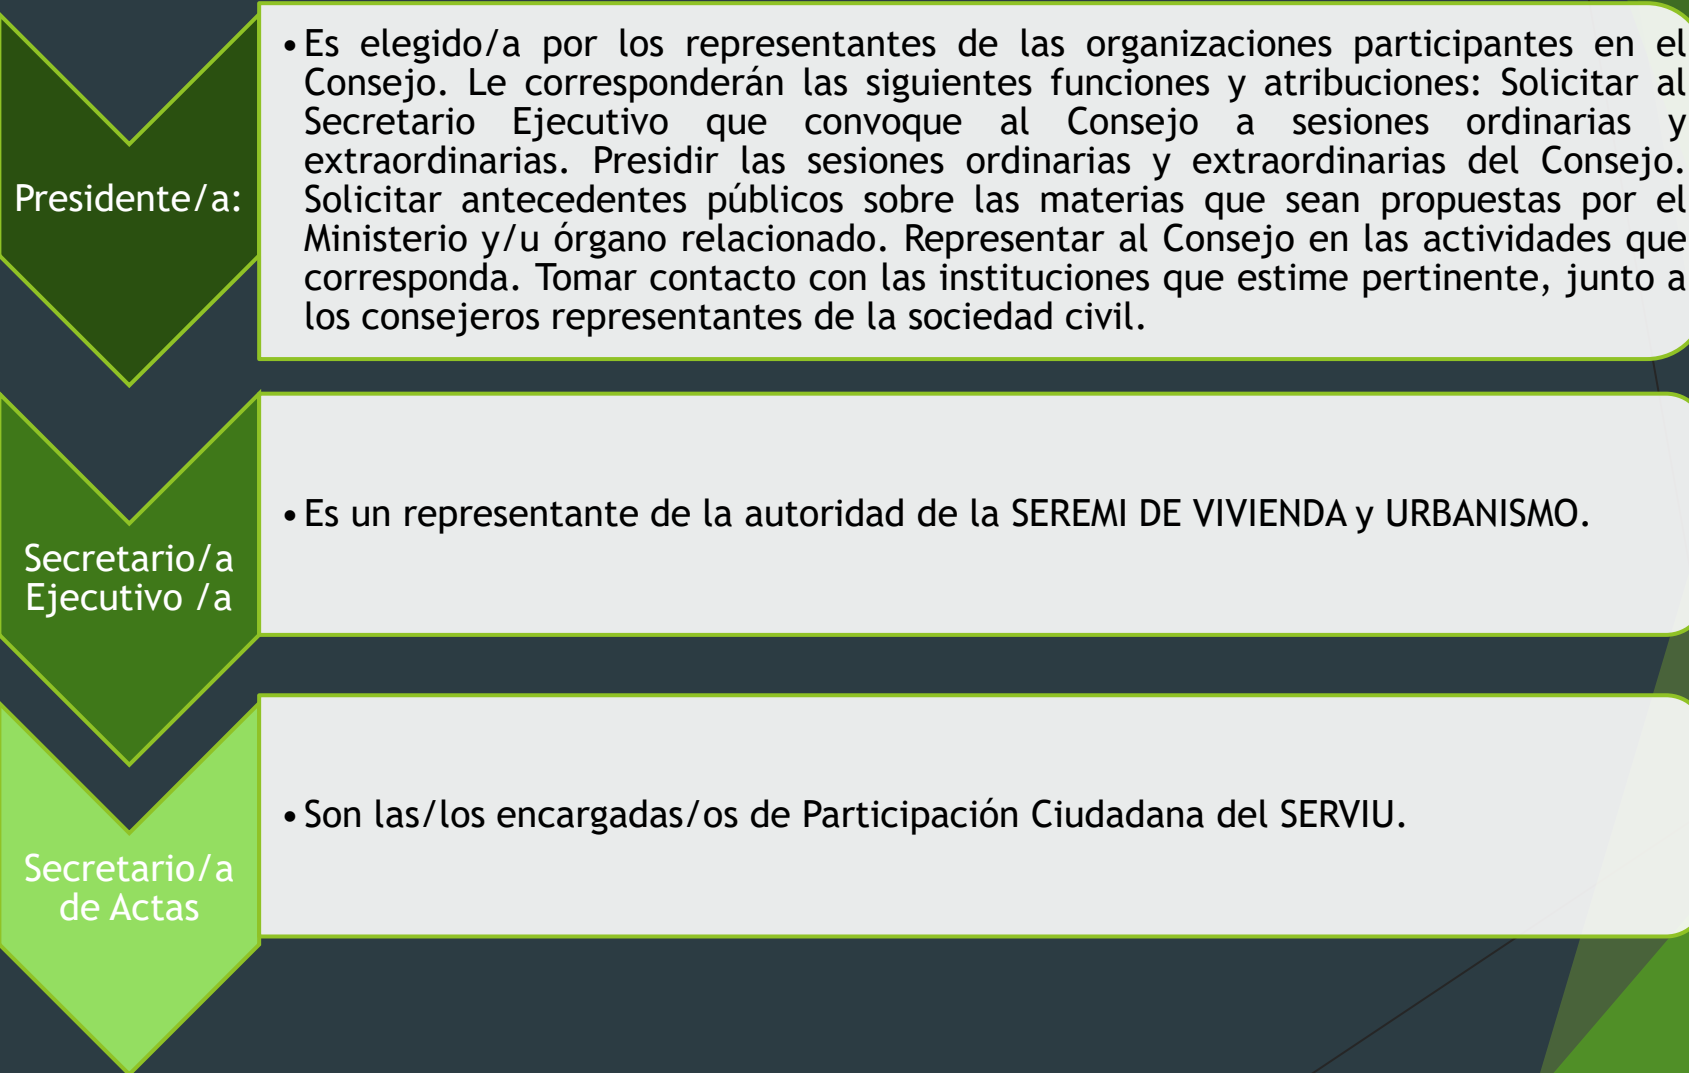 Presidente/a:
•Es elegido/a por los representantes de las organizaciones participantes en el
Consejo. Le corresponderán las siguientes funciones y atribuciones: Solicitar al
Secretario Ejecutivo que convoque al Consejo a sesiones ordinarias y
extraordinarias. Presidir las sesiones ordinarias y extraordinarias del Consejo.
Solicitar antecedentes públicos sobre las materias que sean propuestas por el
Ministerio y/u órgano relacionado. Representar al Consejo en las actividades que
corresponda. Tomar contacto con las instituciones que estime pertinente, junto a
los consejeros representantes de la sociedad civil.
Secretario/a
Ejecutivo /a
•Es un representante de la autoridad de la SEREMI DE VIVIENDA y URBANISMO.
Secretario/a
de Actas
•Son las/los encargadas/os de Participación Ciudadana del SERVIU.